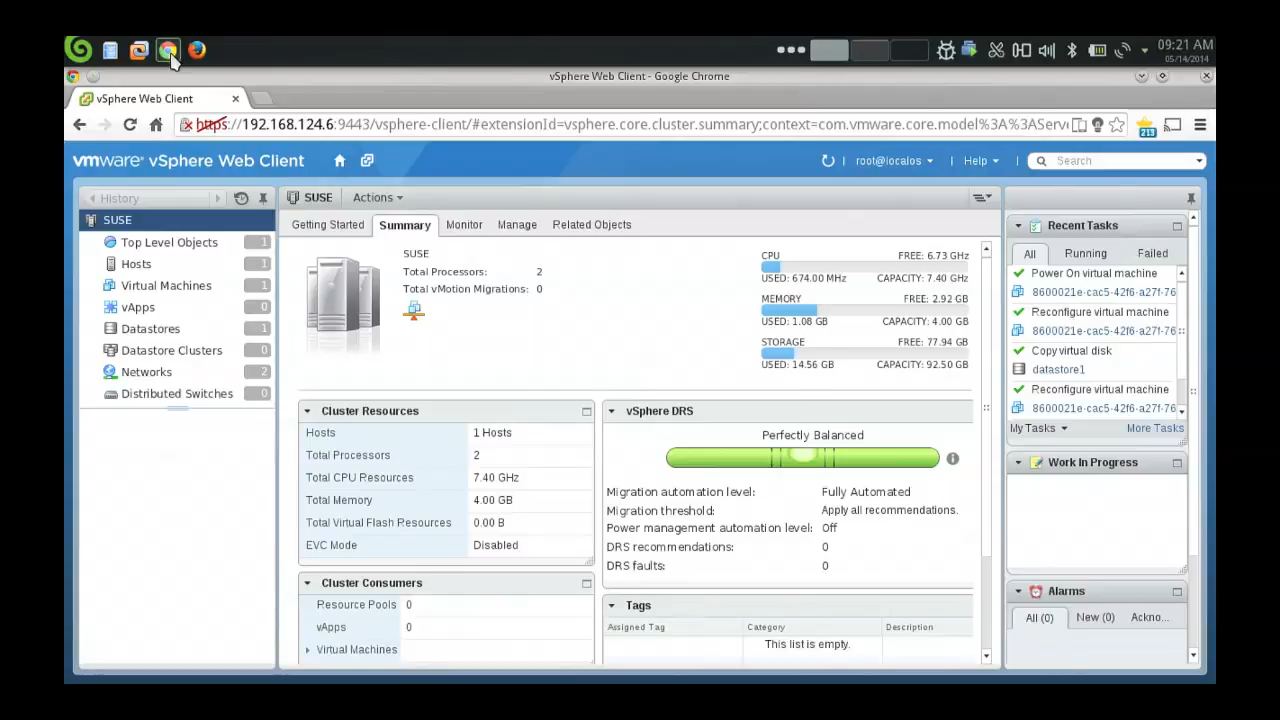 09:21 AM
05/14/2014
vSphere Web Client - Google Chrome
vSphere Web Client
https://192.168.124.6:9443/vsphere-client/#extensionId=vsphere.core.cluster.summary;context=com.vmware.core.model%3A%3AServ
213
vmware® vSphere Web Client
root@localos
Help
Search
History
SUSE
Top Level Objects 1
Hosts 1
Virtual Machines 1
vApps 0
Datastores 1
Datastore Clusters 0
Networks 2
Distributed Switches 0
SUSE Actions
Getting Started Summary Monitor Manage Related Objects
SUSE
Total Processors: 2
Total vMotion Migrations: 0
CPU FREE: 6.73 GHz
USED: 674.00 MHz CAPACITY: 7.40 GHz
MEMORY FREE: 2.92 GB
USED: 1.08 GB CAPACITY: 4.00 GB
STORAGE FREE: 77.94 GB
USED: 14.56 GB CAPACITY: 92.50 GB
Cluster Resources
Hosts 1 Hosts
Total Processors 2
Total CPU Resources 7.40 GHz
Total Memory 4.00 GB
Total Virtual Flash Resources 0.00 B
EVC Mode Disabled
Cluster Consumers
Resource Pools 0
vApps 0
Virtual Machines
vSphere DRS
Perfectly Balanced
Migration automation level: Fully Automated
Migration threshold: Apply all recommendations.
Power management automation level: Off
DRS recommendations: 0
DRS faults: 0
Tags
Assigned Tag Category Description
This list is empty.
Recent Tasks
All Running Failed
Power On virtual machine
8600021e-cac5-42f6-a27f-76
Reconfigure virtual machine
8600021e-cac5-42f6-a27f-76
Copy virtual disk
datastore1
Reconfigure virtual machine
8600021e-cac5-42f6-a27f-76
My Tasks More Tasks
Work In Progress
Alarms
All (0) New (0) Ackno...